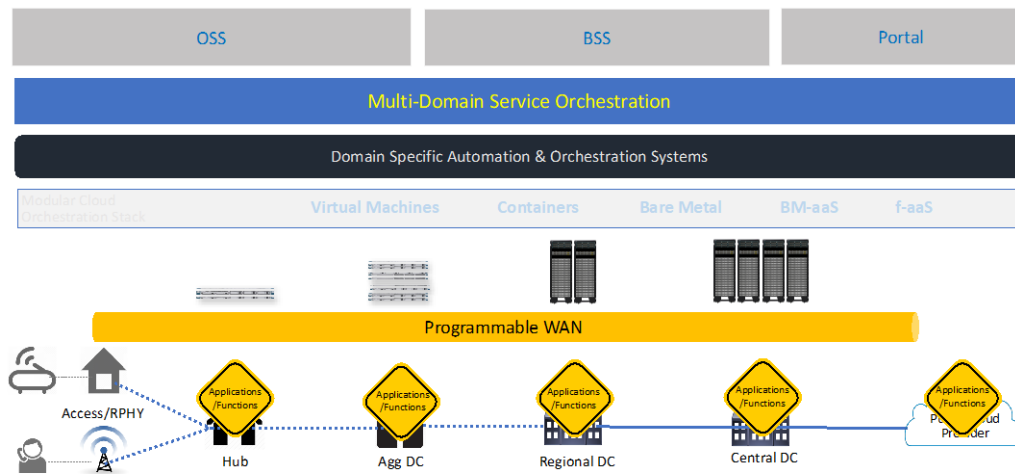 OSS
BSS
Portal
Multi-Domain Service Orchestration
Domain Specific Automation & Orchestration Systems
Modular Cloud
Orchestration Stack
Virtual Machines
Containers
Bare Metal
BM-aaS
f-aaS
Programmable WAN
Applications
/Functions
Applications
/Functions
Applications
/Functions
Applications
/Functions
Applications
/Functions
Access/RPHY
Hub
Agg DC
Regional DC
Central DC
Provider